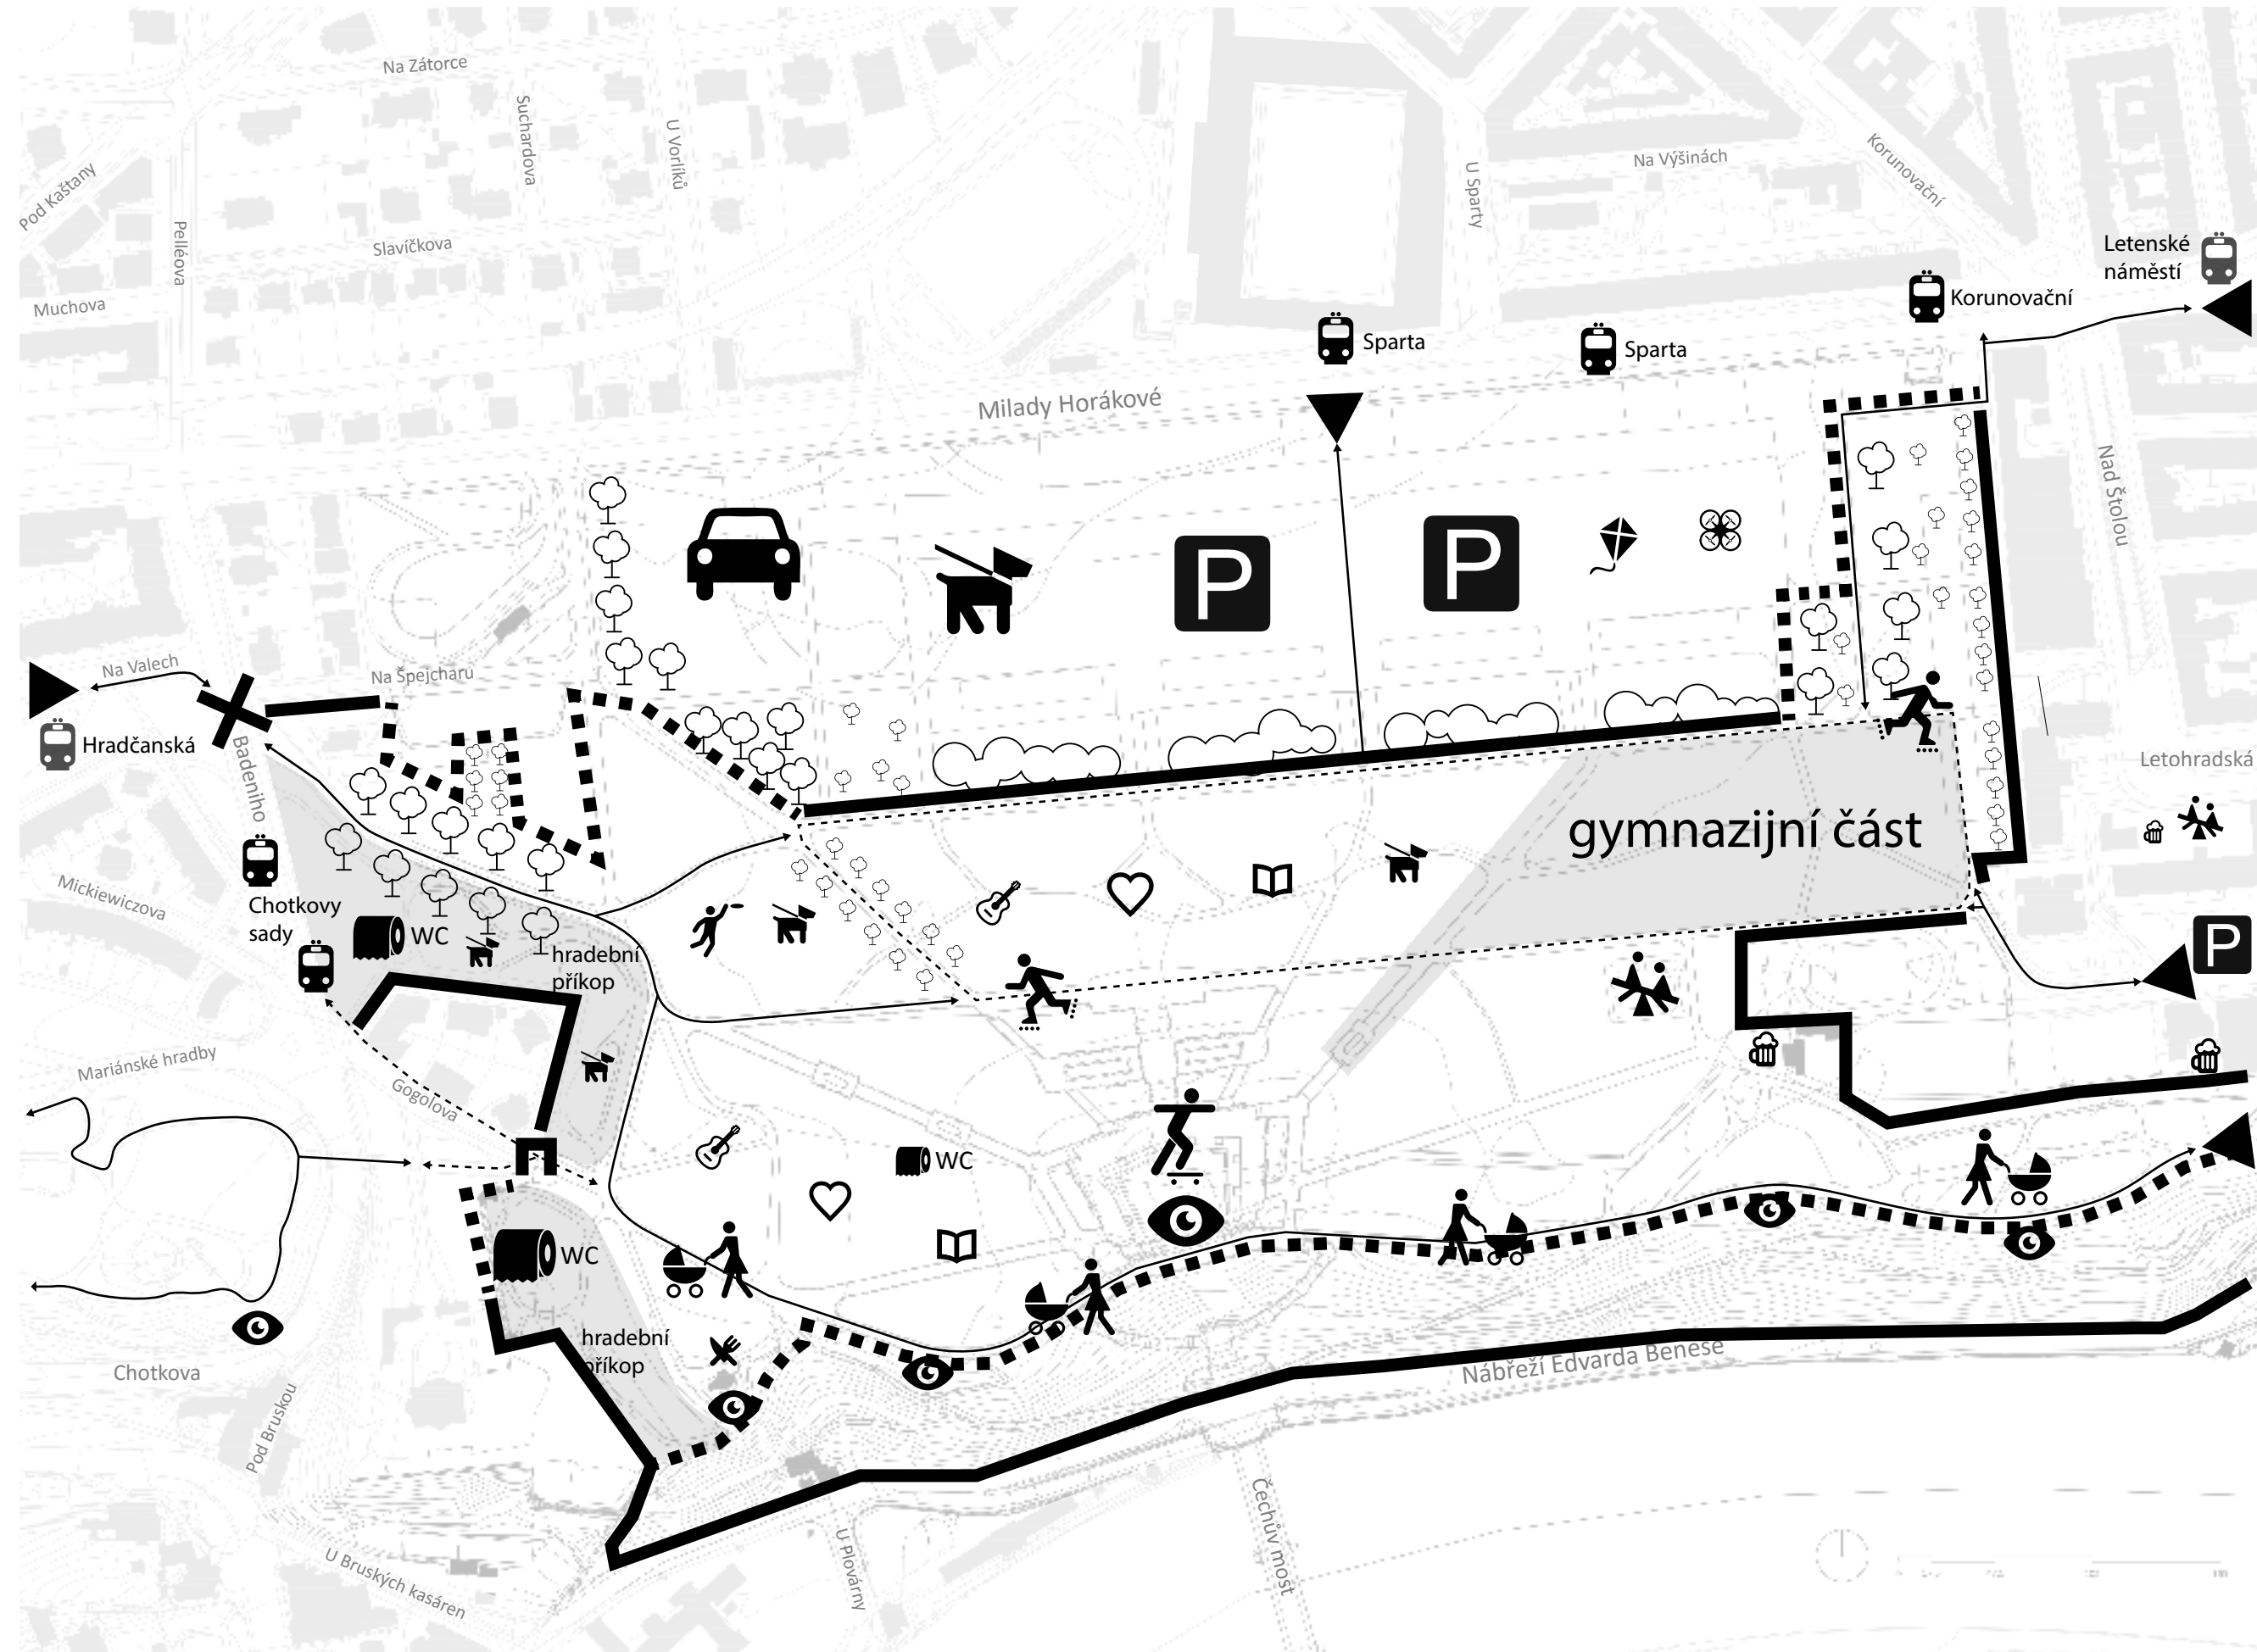 Na Zátorce
Suchardova
U Vorlíků
Pod Kaštany
Pelléova
Slavíčkova
Muchova
U Sparty
Na Výšinách
Korunovační
Letenské
náměstí
Korunovační
Sparta
Sparta
Milady Horákové
Nad Štolou
P
P
Na Valech
Na Špejcharu
Hradčanská
Badeniho
Letohradská
gymnazijní část
Mickiewiczova
Chotkovy
sady
WC
hradební
příkop
P
Mariánské hradby
Gogolova
WC
WC
hradební
příkop
Chotkova
Pod Bruskou
Nábřeží Edvarda Beneše
Čechův most
U Plovárny
U Bruských kasáren